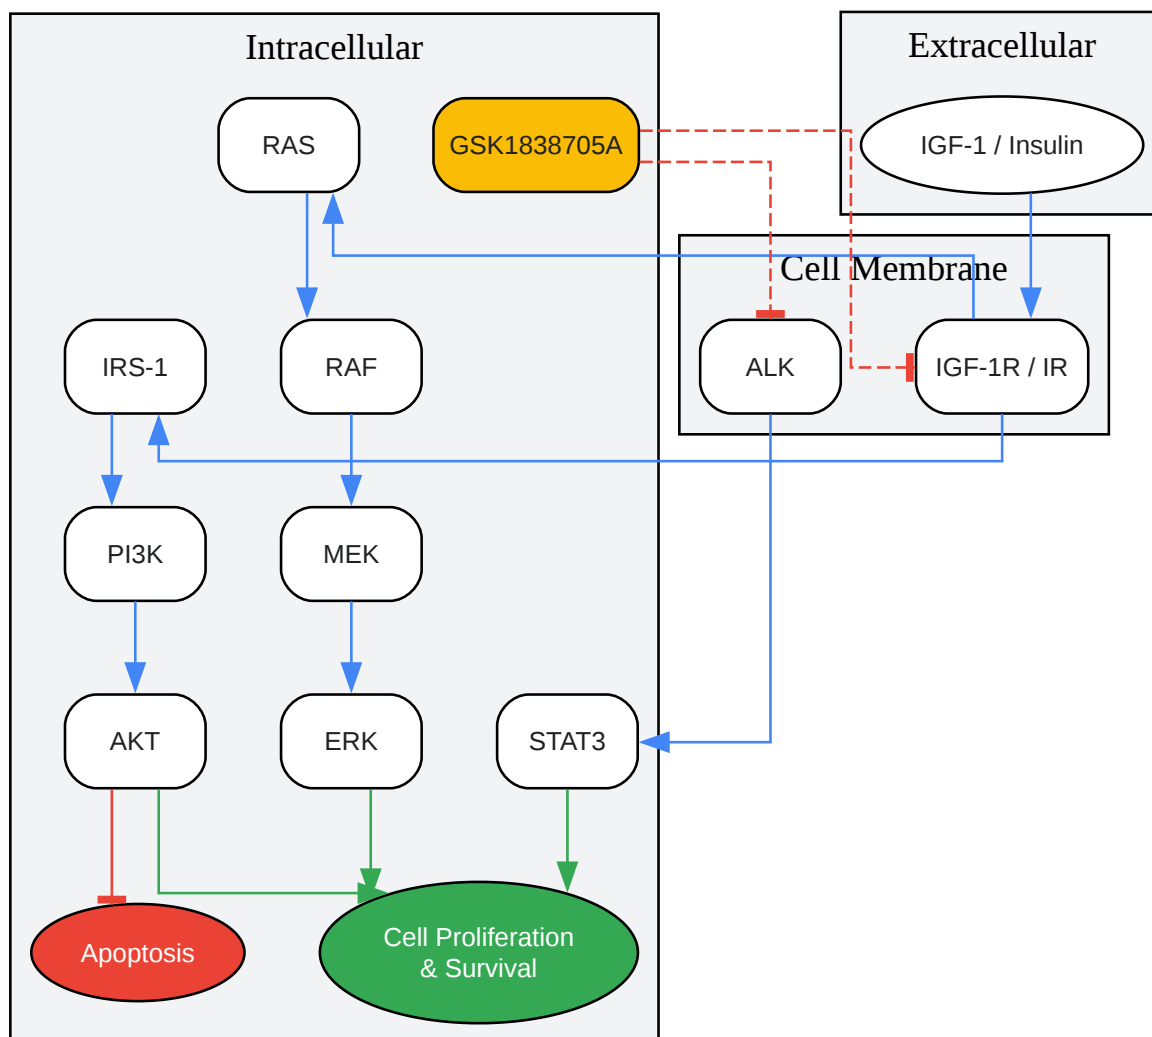 Intracellular
Extracellular
RAS
GSK1838705A
IGF-1 / Insulin
Cell Membrane
IRS-1
RAF
ALK
IGF-1R / IR
PI3K
MEK
AKT
ERK
STAT3
Apoptosis
Cell Proliferation
& Survival